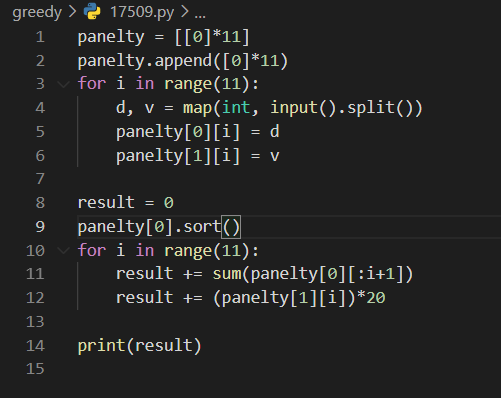 greedy > 17509.py > ...
1 panelty = [[0]*11]
2 panelty.append([0]*11)
3 for i in range(11):
4     d, v = map(int, input().split())
5     panelty[0][i] = d
6     panelty[1][i] = v
7
8 result = 0
9 panelty[0].sort()
10 for i in range(11):
11     result += sum(panelty[0][:i+1])
12     result += (panelty[1][i])*20
13
14 print(result)
15